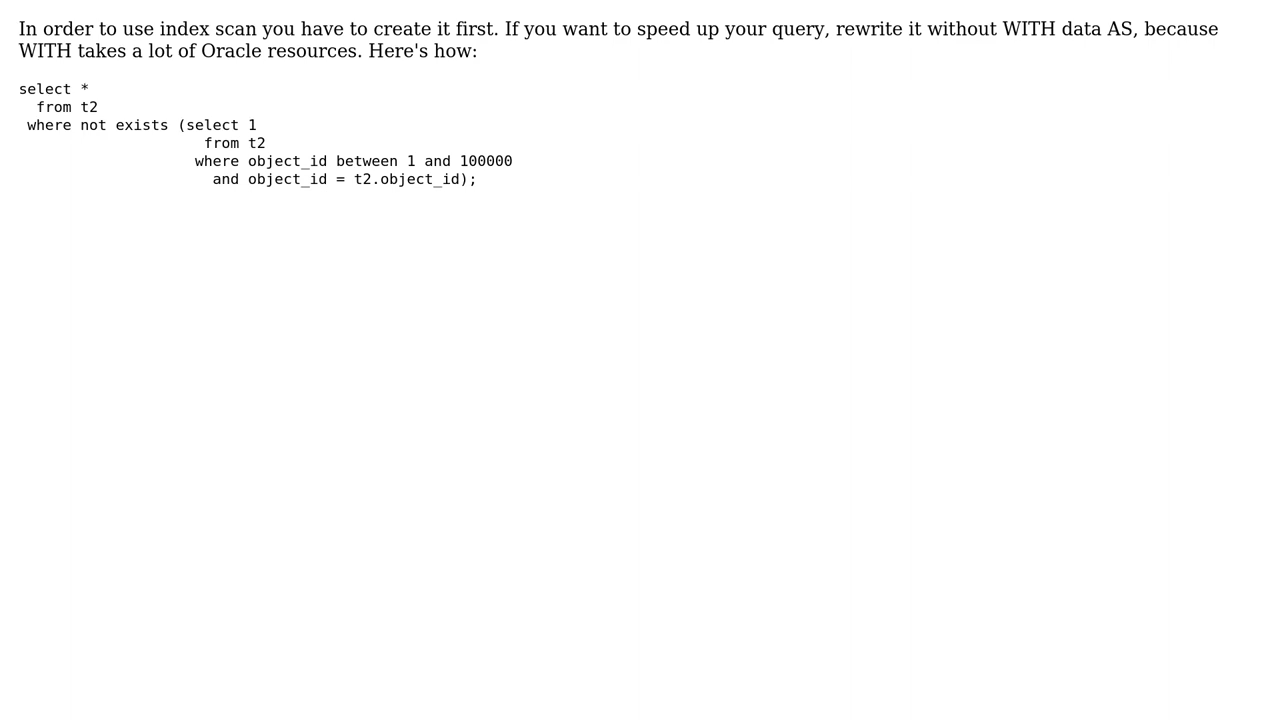 In order to use index scan you have to create it first. If you want to speed up your query, rewrite it without WITH data AS, because
WITH takes a lot of Oracle resources. Here's how:
select *
  from t2
 where not exists (select 1
                     from t2
                    where object_id between 1 and 100000
                      and object_id = t2.object_id);